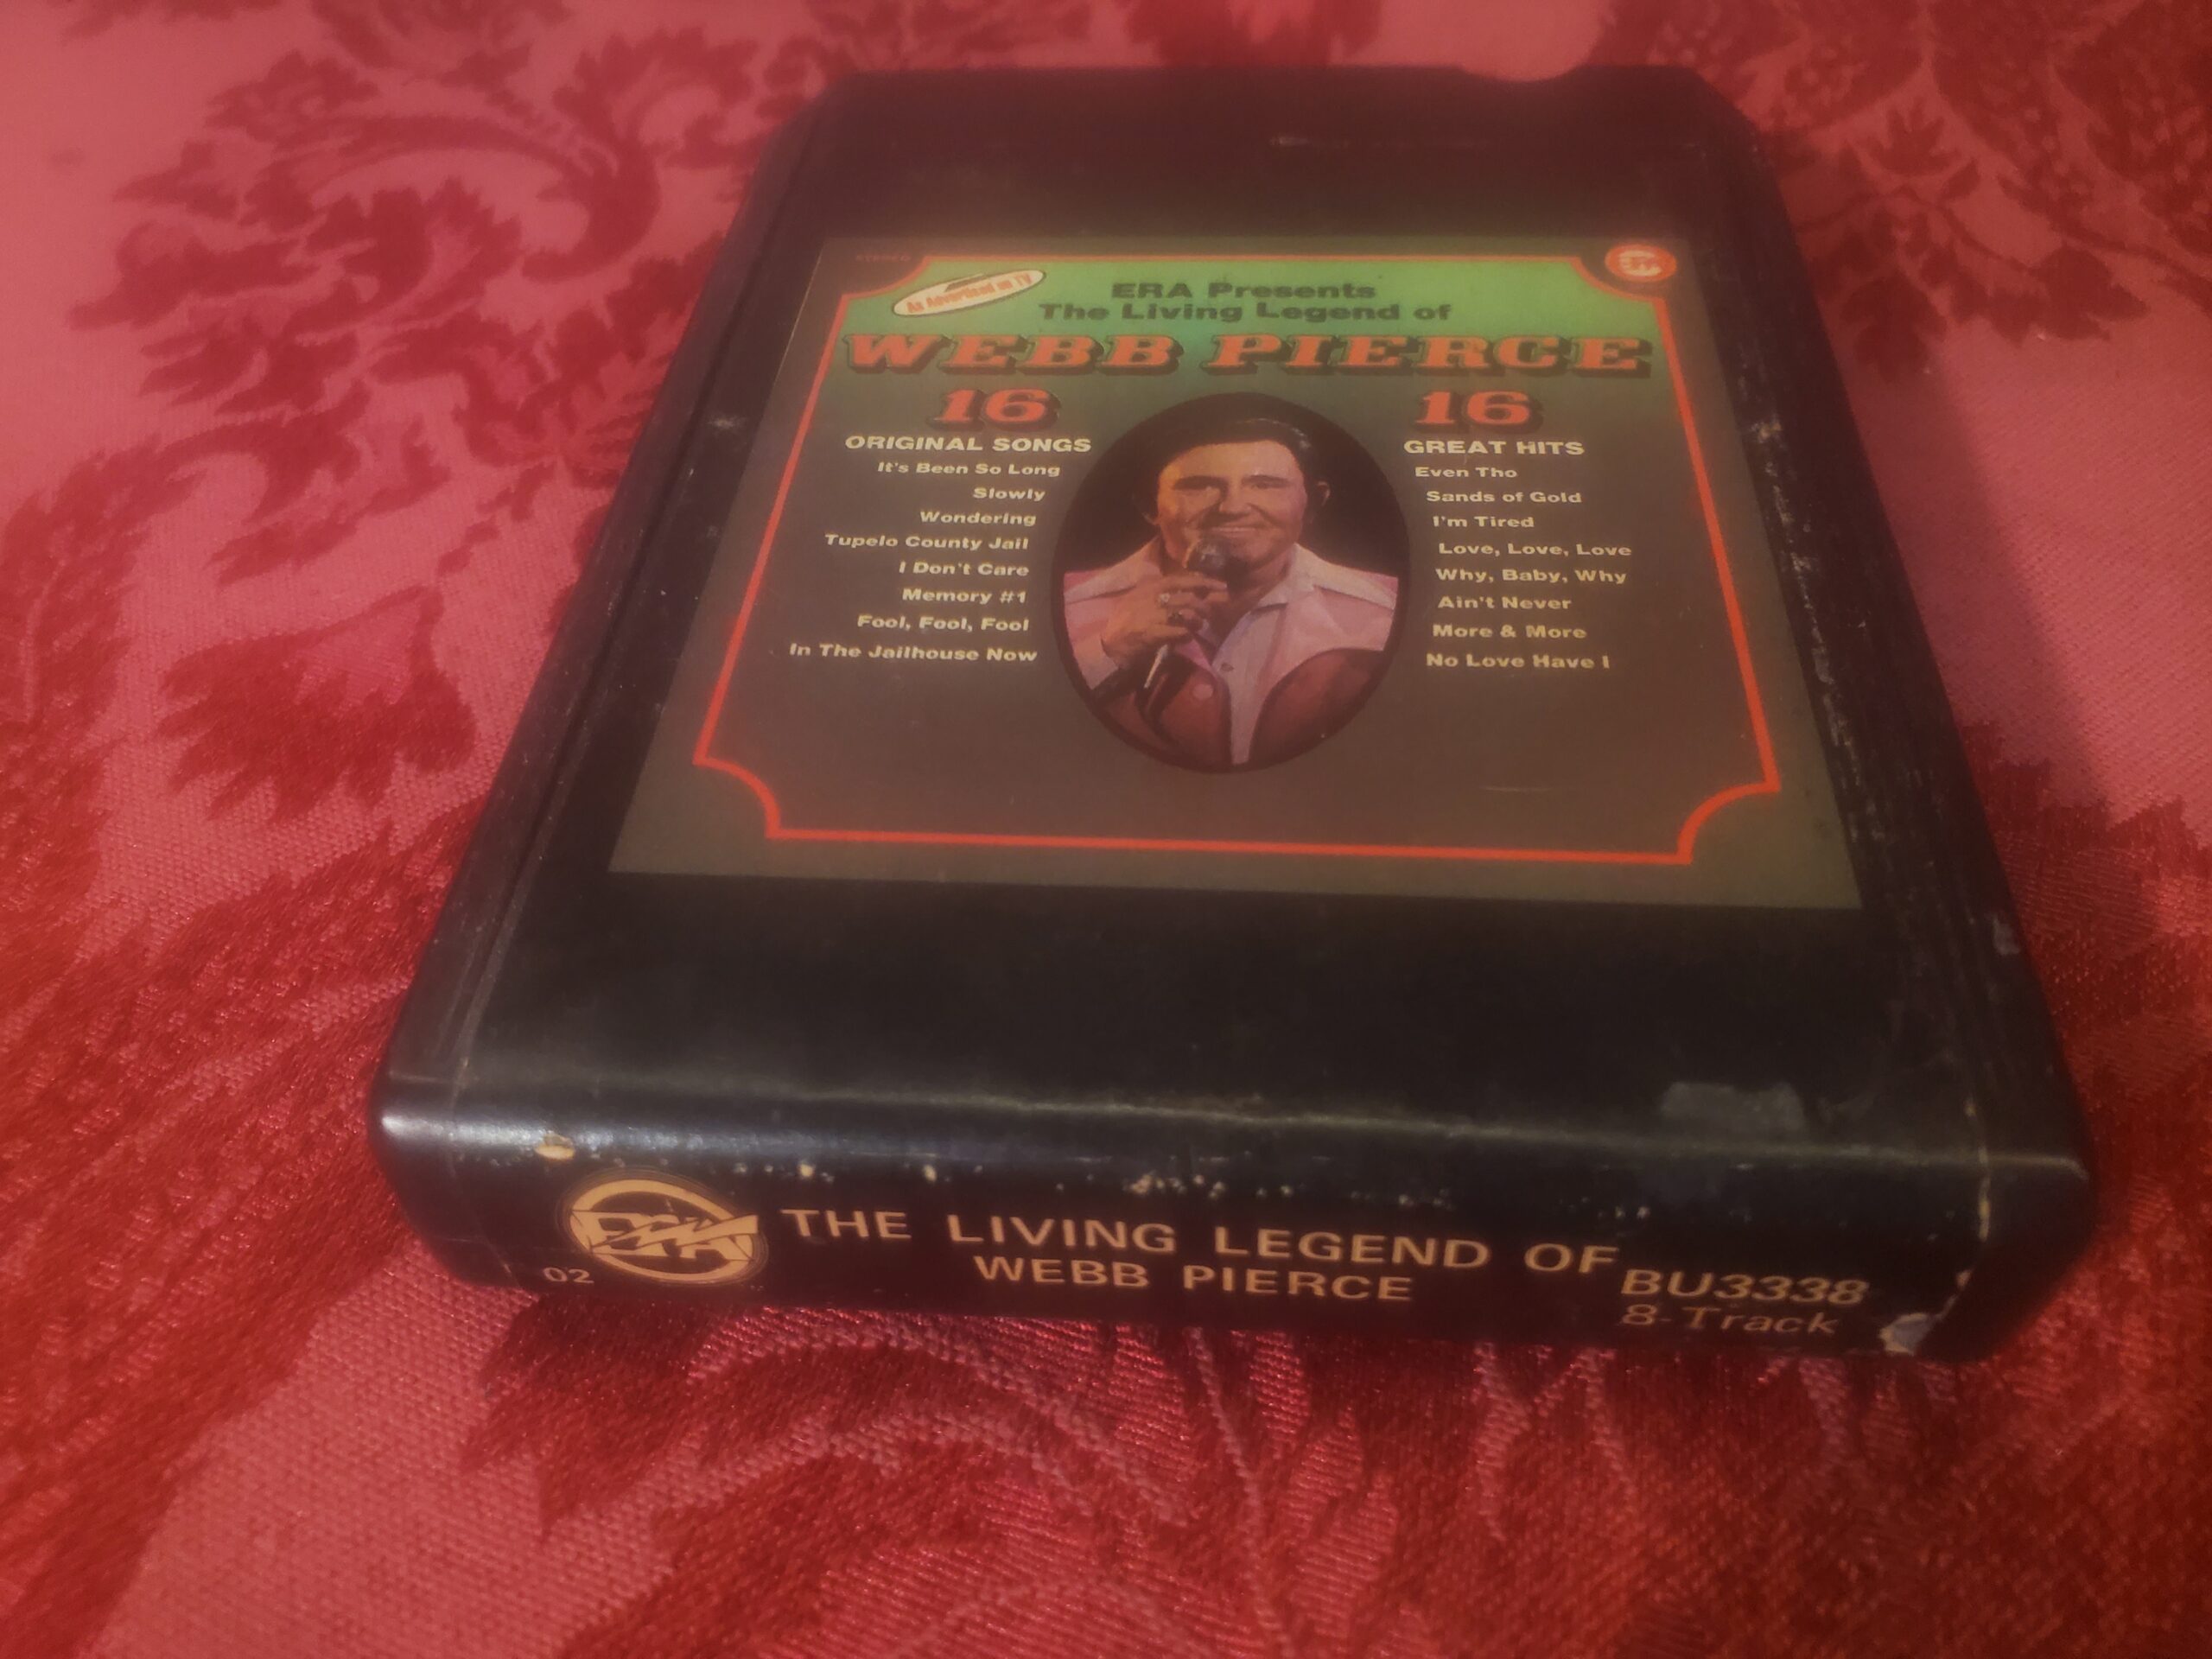 STEREO
As Advertised on TV
ERA
ERA Presents
The Living Legend of
WEBB PIERCE
16
ORIGINAL SONGS
It's Been So Long
Slowly
Wondering
Tupelo County Jail
I Don't Care
Memory #1
Fool, Fool, Fool
In The Jailhouse Now
16
GREAT HITS
Even Tho
Sands of Gold
I'm Tired
Love, Love, Love
Why, Baby, Why
Ain't Never
More & More
No Love Have I
ERA
02
THE LIVING LEGEND OF
WEBB PIERCE
BU3338
8-Track